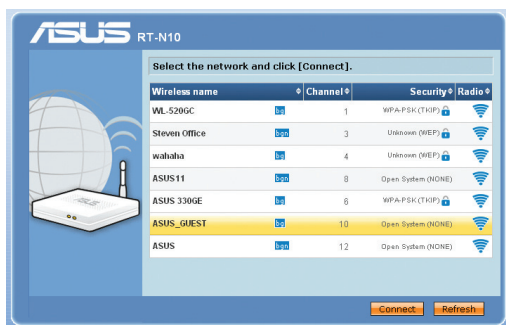 ASUS RT-N10
Select the network and click [Connect].
Wireless name Channel Security Radio
WL-520GC bg 1 WPA-PSK(TKIP)
Steven Office bgn 3 Unknown (WEP)
wahaha bg 4 Unknown (WEP)
ASUS11 bgn 8 Open System (NONE)
ASUS 330GE bg 6 WPA-PSK(TKIP)
ASUS_GUEST bg 10 Open System (NONE)
ASUS bgn 12 Open System (NONE)
Connect Refresh